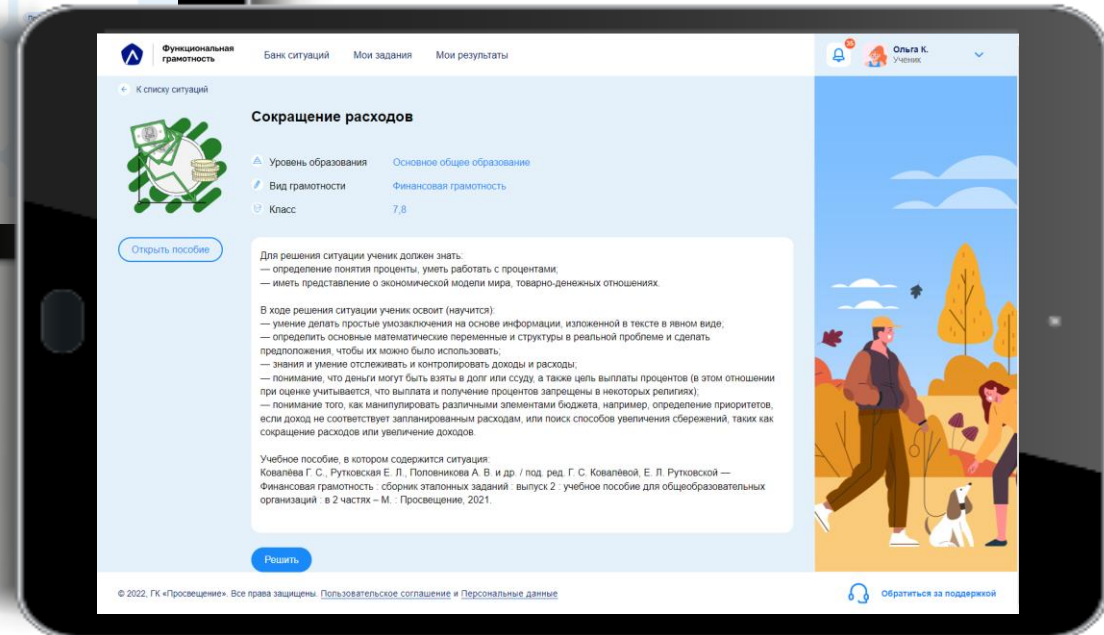 Функциональная
грамотность
Банк ситуаций
Мои задания
Мои результаты
Ольга К.
Ученик
К списку ситуаций
Сокращение расходов
Уровень образования
Основное общее образование
Вид грамотности
Финансовая грамотность
Класс
7,8
Открыть пособие
Для решения ситуации ученик должен знать:
— определение понятия проценты, уметь работать с процентами;
— иметь представление о экономической модели мира, товарно-денежных отношениях.
В ходе решения ситуации ученик освоит (научится):
— умение делать простые умозаключения на основе информации, изложенной в тексте в явном виде;
— определить основные математические переменные и структуры в реальной проблеме и сделать
предположения, чтобы их можно было использовать;
— знания и умение отслеживать и контролировать доходы и расходы;
— понимание, что деньги могут быть взяты в долг или ссуду, а также цель выплаты процентов (в этом отношении
при оценке учитывается, что выплата и получение процентов запрещены в некоторых религиях);
— понимание того, как манипулировать различными элементами бюджета, например, определение приоритетов,
если доход не соответствует запланированным расходам, или поиск способов увеличения сбережений, таких как
сокращение расходов или увеличение доходов.
Учебное пособие, в котором содержится ситуация:
Ковалёва Г. С., Рутковская Е. Л., Половникова А. В. и др. / под. ред. Г. С. Ковалёвой, Е. Л. Рутковской —
Финансовая грамотность : сборник эталонных заданий : выпуск 2 : учебное пособие для общеобразовательных
организаций : в 2 частях – М. : Просвещение, 2021.
Решить
© 2022, ГК «Просвещение». Все права защищены. Пользовательское соглашение и Персональные данные
Обратиться за поддержкой